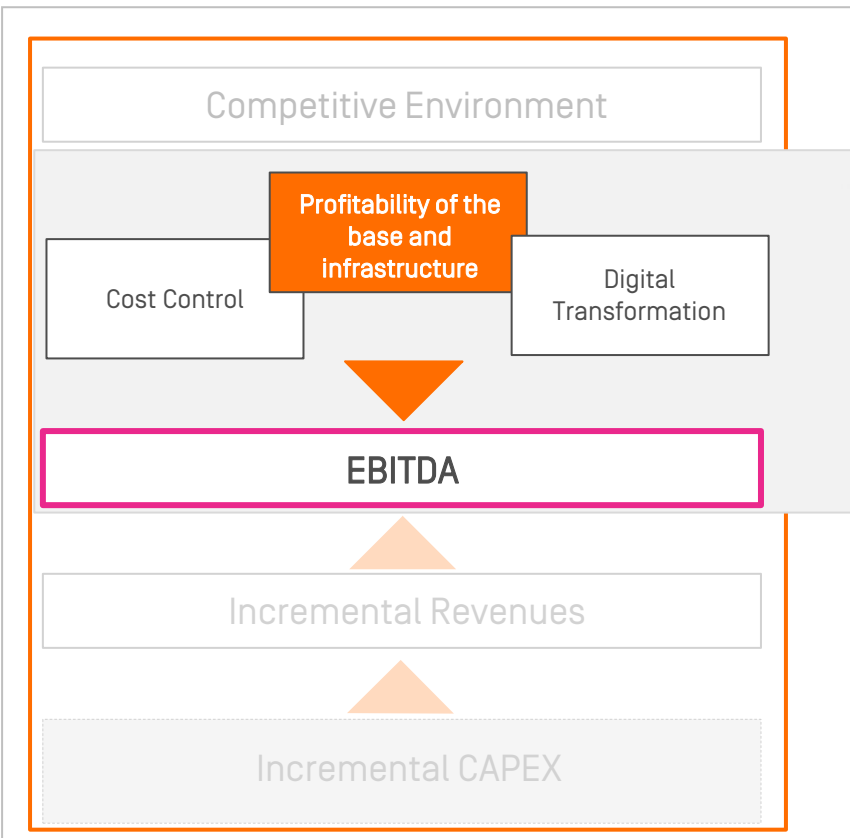 Competitive Environment
Profitability of the
base and
infrastructure
Cost Control
Digital
Transformation
EBITDA
Incremental Revenues
Incremental CAPEX